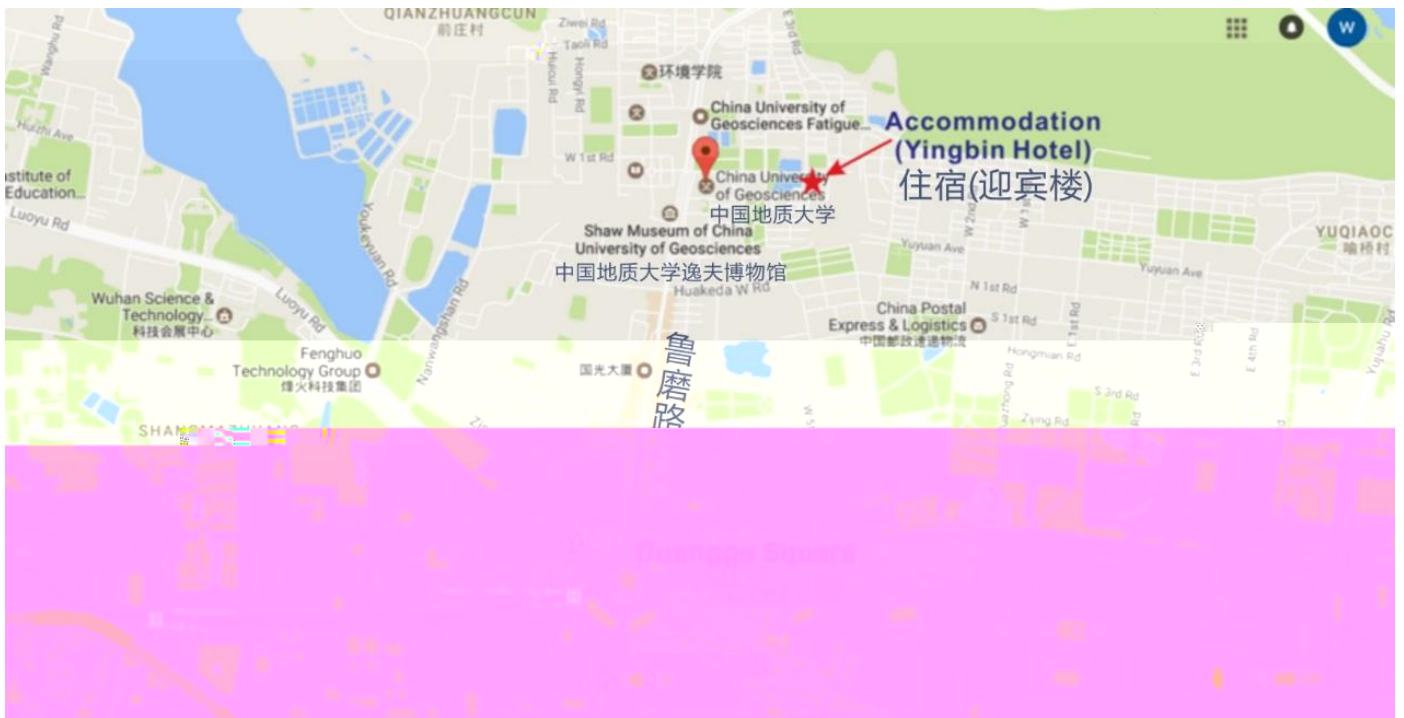 QIANZHUANGCUN
前庄村
Ziwei Rd
Taoli Rd
E 3rd Rd
W
Wanghu Rd
Huicui Rd
Hongyi Rd
环境学院
China University of
Geosciences Fatigue...
Accommodation
(Yingbin Hotel)
住宿(迎宾楼)
Huizhi Ave
W 1st Rd
stitute of
Education...
China University
of Geosciences
中国地质大学
Luoyu Rd
Youkeyuan Rd
Shaw Museum of China
University of Geosciences
中国地质大学逸夫博物馆
W 2nd Rd
W 1st
YUQIAOC
喻桥村
Yuyuan Ave
Yuyuan Ave
Huakeda W Rd
N 1st Rd
Wuhan Science &
Technology...
科技会展中心
Luoyu Rd
Nanwangshan Rd
China Postal
Express & Logistics
中国邮政速递物流
S 1st Rd
E 1st Rd
E 3rd Rd
E 4th Rd
Yujiahu Rd
Fenghuo
Technology Group
烽火科技集团
国光大厦
鲁磨路
Hongmian Rd
S 3rd Rd
Ziying Rd
Guanggu Square